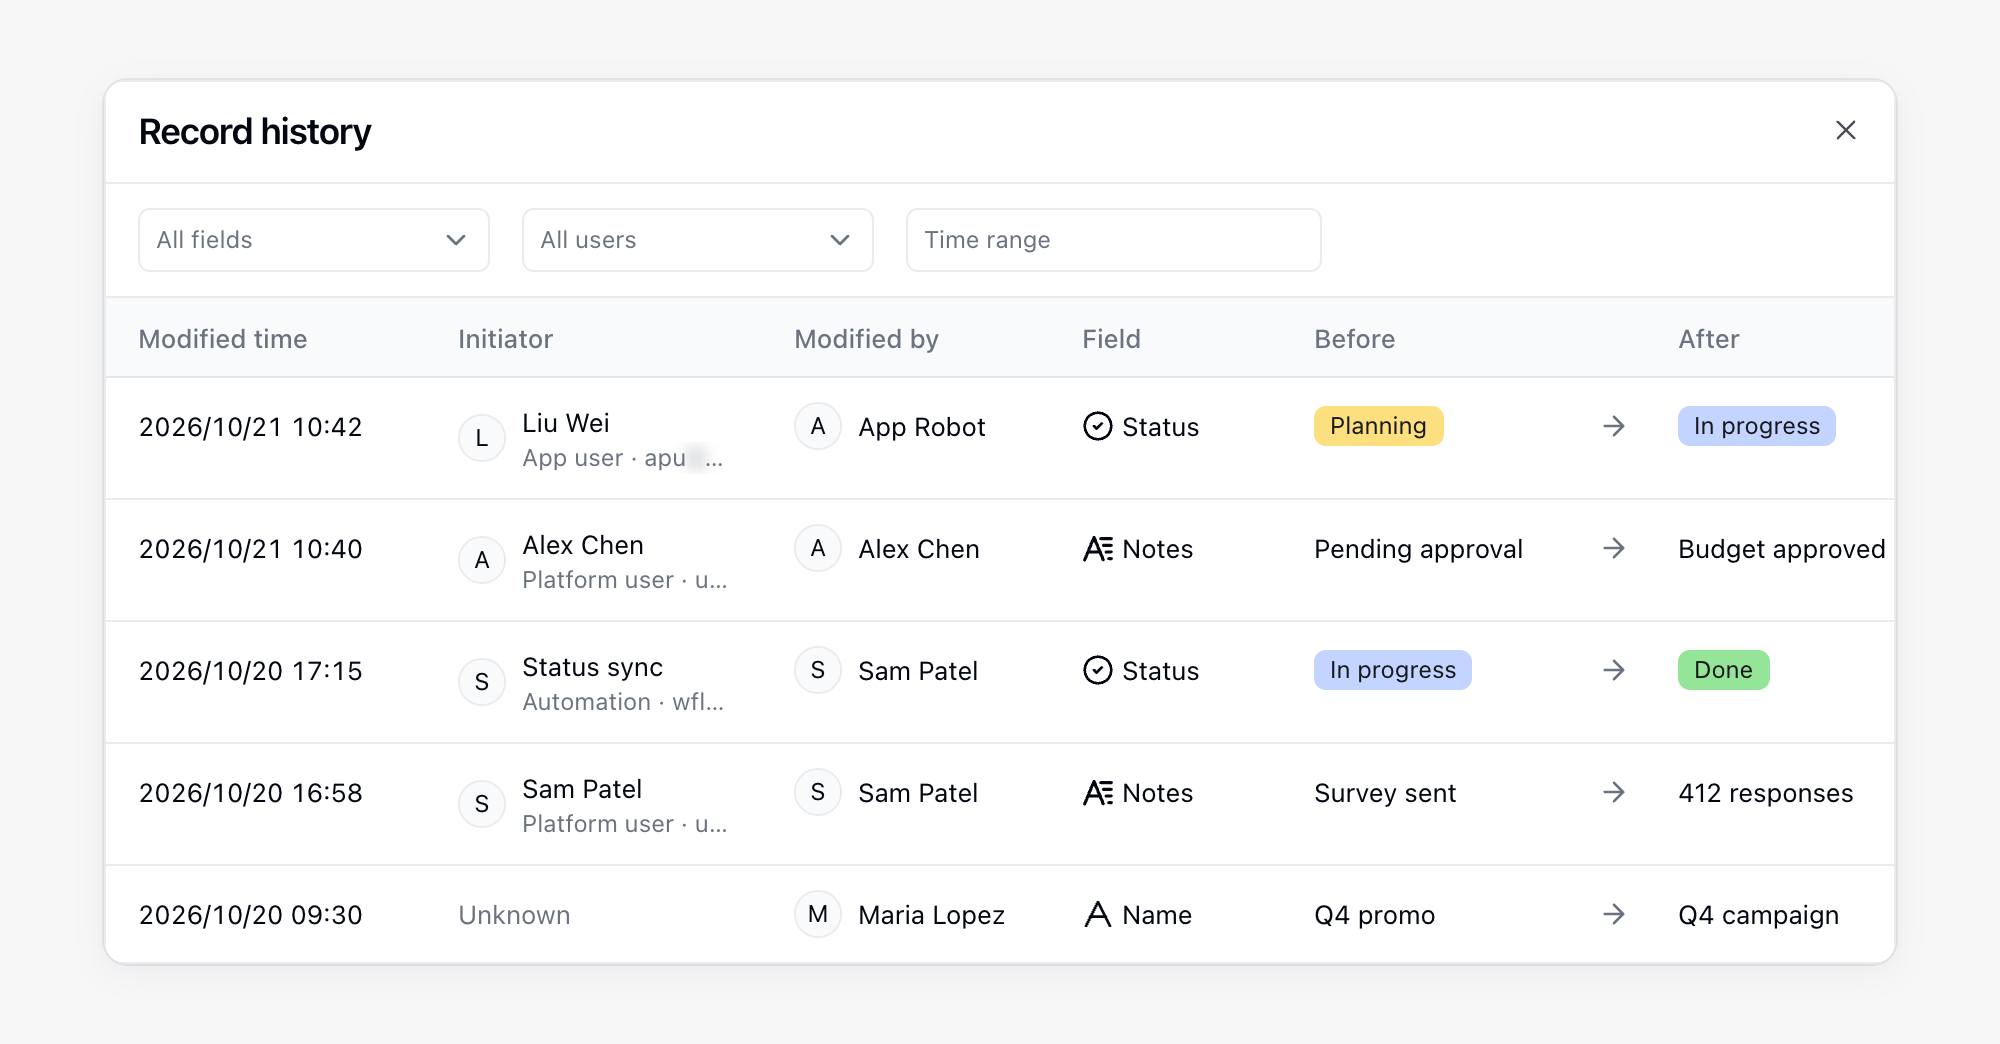 Record history
All fields All users Time range
Modified time Initiator Modified by Field Before After
2026/10/21 10:42 L Liu Wei A App Robot Status Planning → In progress
App user · apu...
2026/10/21 10:40 A Alex Chen A Alex Chen Notes Pending approval → Budget approved
Platform user · u...
2026/10/20 17:15 S Status sync S Sam Patel Status In progress → Done
Automation · wfl...
2026/10/20 16:58 S Sam Patel S Sam Patel Notes Survey sent → 412 responses
Platform user · u...
2026/10/20 09:30 Unknown M Maria Lopez Name Q4 promo → Q4 campaign